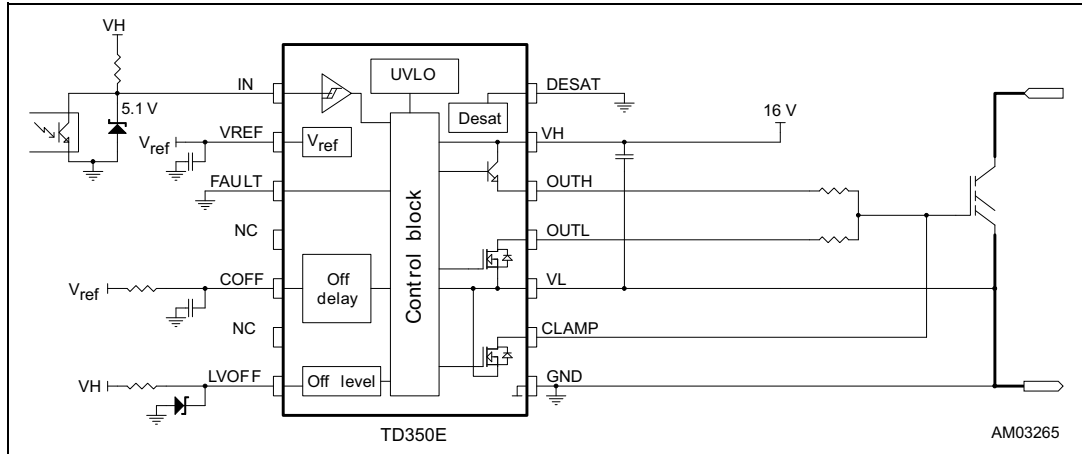 VH
IN
5.1 V
Vref
VREF
FAULT
NC
Vref
COFF
NC
VH
LVOFF
UVLO
Desat
Vref
Control block
Off
delay
Off level
DESAT
VH
16 V
OUTH
OUTL
VL
CLAMP
GND
TD350E
AM03265